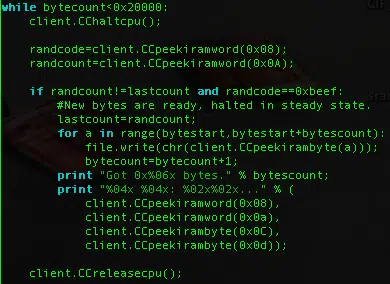 while bytecount<0x20000:
    client.CChaltcpu();

    randcode=client.CCpeekiramword(0x08);
    randcount=client.CCpeekiramword(0x0A);

    if randcount!=lastcount and randcode==0xbeef:
        #New bytes are ready, halted in steady state.
        lastcount=randcount;
        for a in range(bytestart,bytestart+bytescount):
            file.write(chr(client.CCpeekirambyte(a)));
            bytecount=bytecount+1;
        print "Got 0x%06x bytes." % bytecount;
        print "%04x %04x: %02x%02x..." % (
            client.CCpeekiramword(0x08),
            client.CCpeekiramword(0x0a),
            client.CCpeekirambyte(0x0C),
            client.CCpeekirambyte(0x0d));

    client.CCreleasecpu();